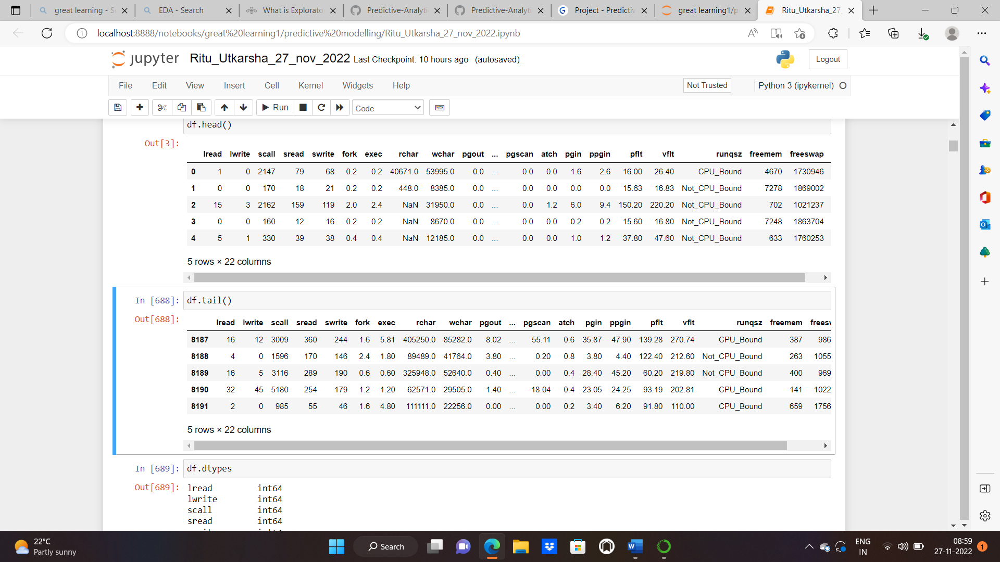 great learning - S
EDA - Search
What is Explorato
Predictive-Analyti
Predictive-Analyti
Project - Predictiv
great learning1/p
Ritu_Utkarsha_27_
localhost:8888/notebooks/great%20learning1/predictive%20modelling/Ritu_Utkarsha_27_nov_2022.ipynb
jupyter Ritu_Utkarsha_27_nov_2022 Last Checkpoint: 10 hours ago (autosaved)
Logout
File Edit View Insert Cell Kernel Widgets Help
Not Trusted
Python 3 (ipykernel)
Run
Code
df.head()
Out[3]:
lread lwrite scall sread swrite fork exec rchar wchar pgout ... pgscan atch pgin ppgin pflt vflt runqsz freemem freeswap
0 1 0 2147 79 68 0.2 0.2 40671.0 53995.0 0.0 ... 0.0 0.0 1.6 2.6 16.00 26.40 CPU_Bound 4670 1730946
1 0 0 170 18 21 0.2 0.2 448.0 8385.0 0.0 ... 0.0 0.0 0.0 0.0 15.63 16.83 Not_CPU_Bound 7278 1869002
2 15 3 2162 159 119 2.0 2.4 NaN 31950.0 0.0 ... 0.0 1.2 6.0 9.4 150.20 220.20 Not_CPU_Bound 702 1021237
3 0 0 160 12 16 0.2 0.2 NaN 8670.0 0.0 ... 0.0 0.0 0.2 0.2 15.60 16.80 Not_CPU_Bound 7248 1863704
4 5 1 330 39 38 0.4 0.4 NaN 12185.0 0.0 ... 0.0 0.0 1.0 1.2 37.80 47.60 Not_CPU_Bound 633 1760253
5 rows × 22 columns
In [688]: df.tail()
Out[688]:
lread lwrite scall sread swrite fork exec rchar wchar pgout ... pgscan atch pgin ppgin pflt vflt runqsz freemem freesv
8187 16 12 3009 360 244 1.6 5.81 405250.0 85282.0 8.02 ... 55.11 0.6 35.87 47.90 139.28 270.74 CPU_Bound 387 986
8188 4 0 1596 170 146 2.4 1.80 89489.0 41764.0 3.80 ... 0.20 0.8 3.80 4.40 122.40 212.60 Not_CPU_Bound 263 1055
8189 16 5 3116 289 190 0.6 0.60 325948.0 52640.0 0.40 ... 0.00 0.4 28.40 45.20 60.20 219.80 Not_CPU_Bound 400 969
8190 32 45 5180 254 179 1.2 1.20 62571.0 29505.0 1.40 ... 18.04 0.4 23.05 24.25 93.19 202.81 CPU_Bound 141 1022
8191 2 0 985 55 46 1.6 4.80 111111.0 22256.0 0.00 ... 0.00 0.2 3.40 6.20 91.80 110.00 CPU_Bound 659 1756
5 rows × 22 columns
In [689]: df.dtypes
Out[689]:
lread int64
lwrite int64
scall int64
sread int64
22°C
Partly sunny
Search
ENG
IN
08:59
27-11-2022
1